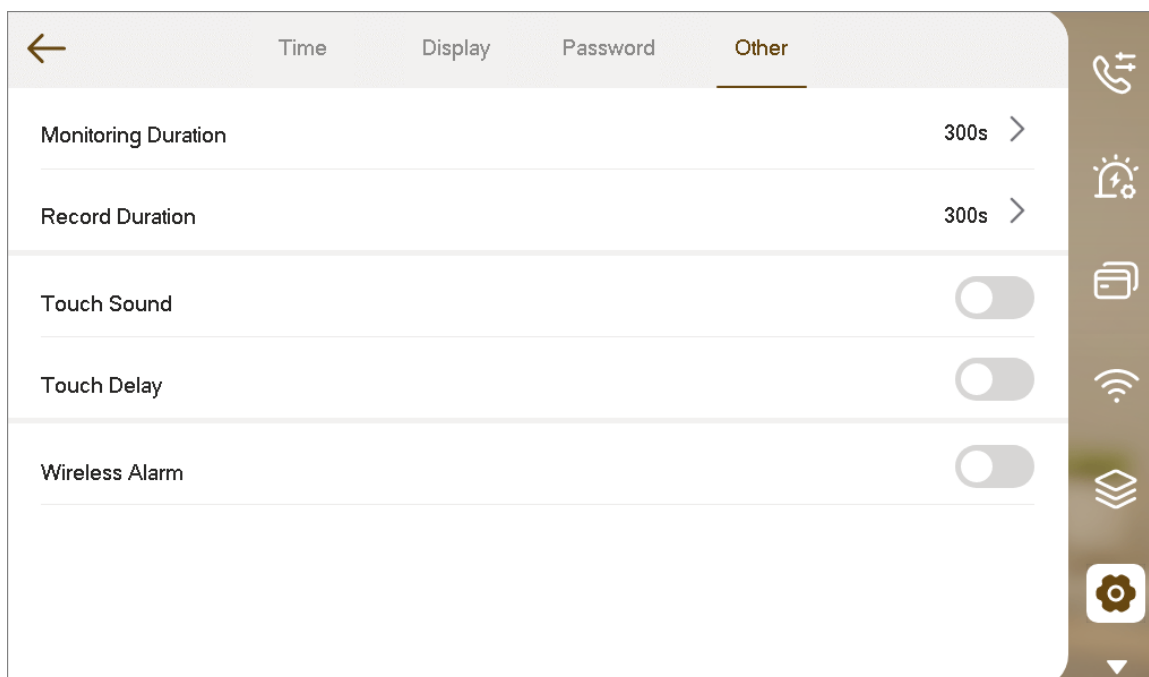 Time Display Password Other
Monitoring Duration 300s
Record Duration 300s
Touch Sound
Touch Delay
Wireless Alarm